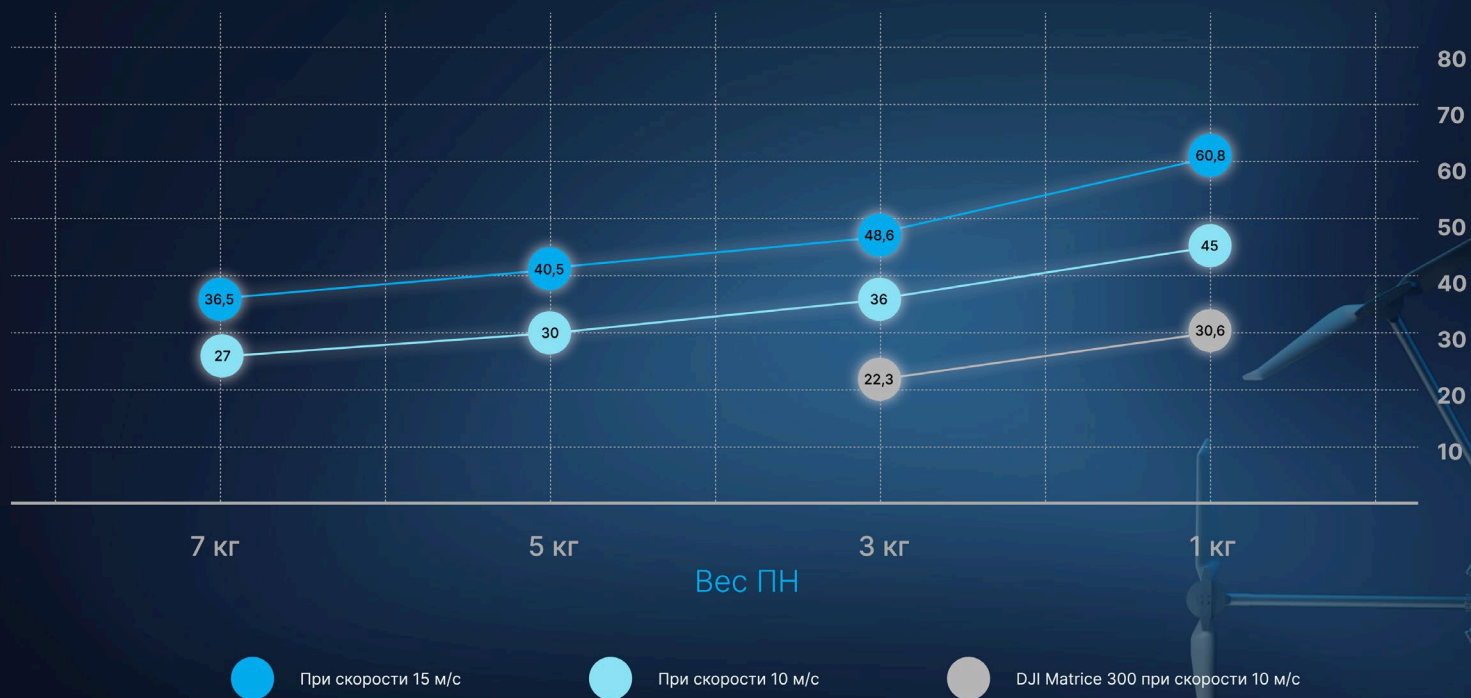 80
70
60,8
60
50
48,6
45
40,5
40
36,5
36
30
30,6
30
27
22,3
20
10
7 кг
5 кг
3 кг
1 кг
Вес ПН
При скорости 15 м/с
При скорости 10 м/с
DJI Matrice 300 при скорости 10 м/с